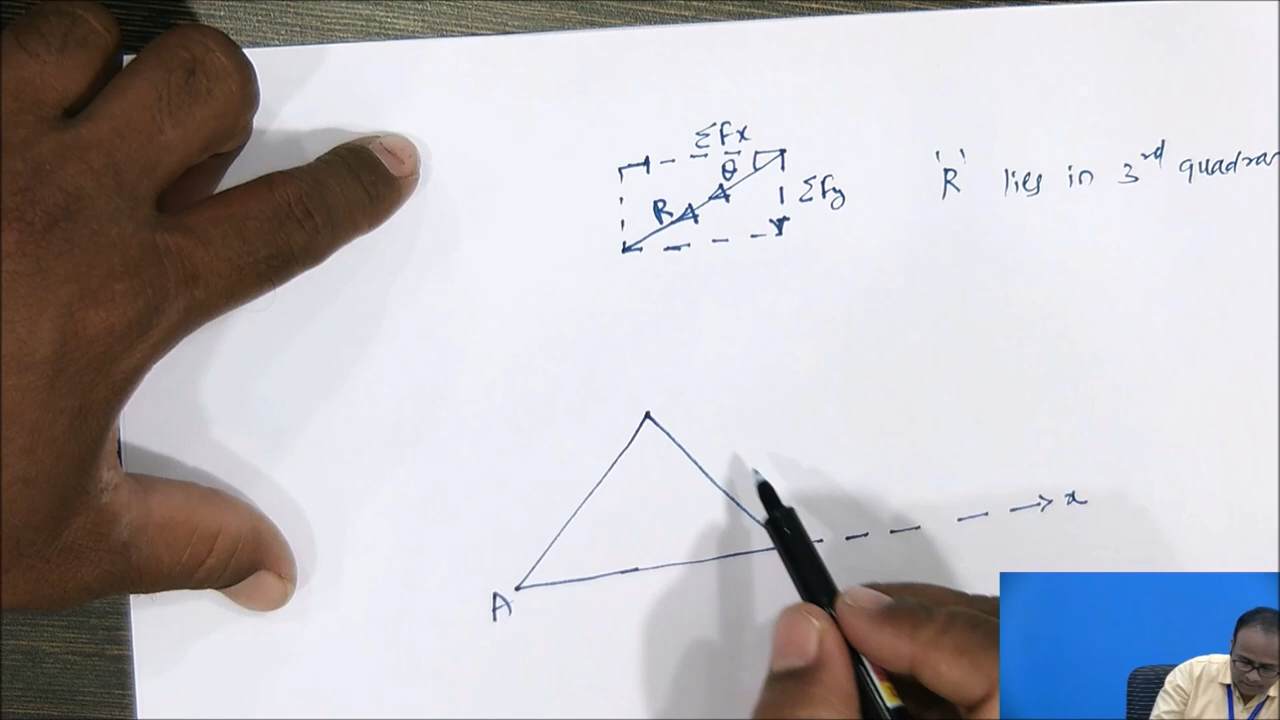 ΣFx
θ
R
ΣFy
'R' lies in 3rd quadran
x
A